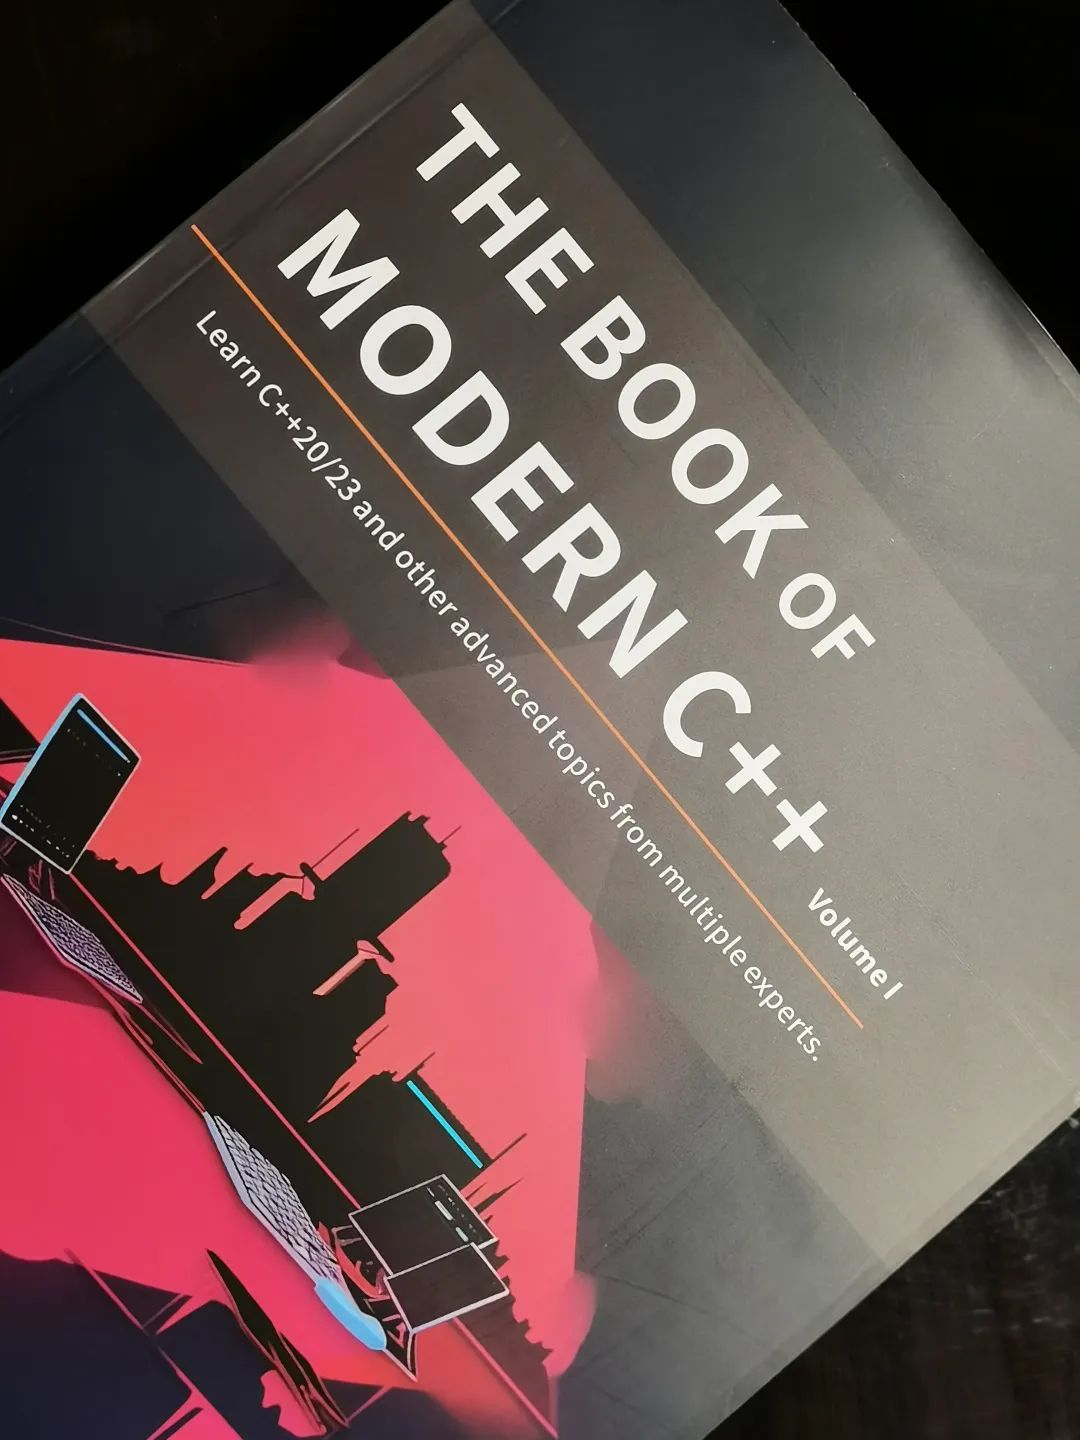 THE BOOK OF
MODERN C++
Volume I
Learn C++20/23 and other advanced topics from multiple experts.